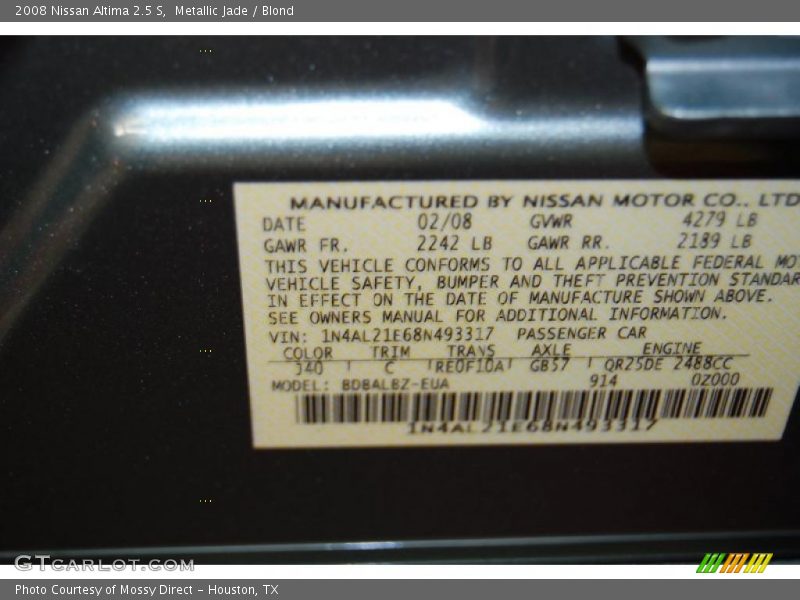 2008 Nissan Altima 2.5 S, Metallic Jade / Blond
MANUFACTURED BY NISSAN MOTOR CO., LTD
DATE 02/08 GVWR 4279 LB
GAWR FR. 2242 LB GAWR RR. 2139 LB
THIS VEHICLE CONFORMS TO ALL APPLICABLE FEDERAL MO
VEHICLE SAFETY, BUMPER AND THEFT PREVENTION STANDAR
IN EFFECT ON THE DATE OF MANUFACTURE SHOWN ABOVE.
SEE OWNERS MANUAL FOR ADDITIONAL INFORMATION.
VIN: 1N4AL21E68N493317 PASSENGER CAR
COLOR TRIM TRANS AXLE ENGINE
C RE0F10A GB57 QR25DE 2488CC
MODEL: BDBALBZ-EUA 914 0Z000
1N4AL21E68N493317
GTCARLOT.COM
Photo Courtesy of Mossy Direct - Houston, TX